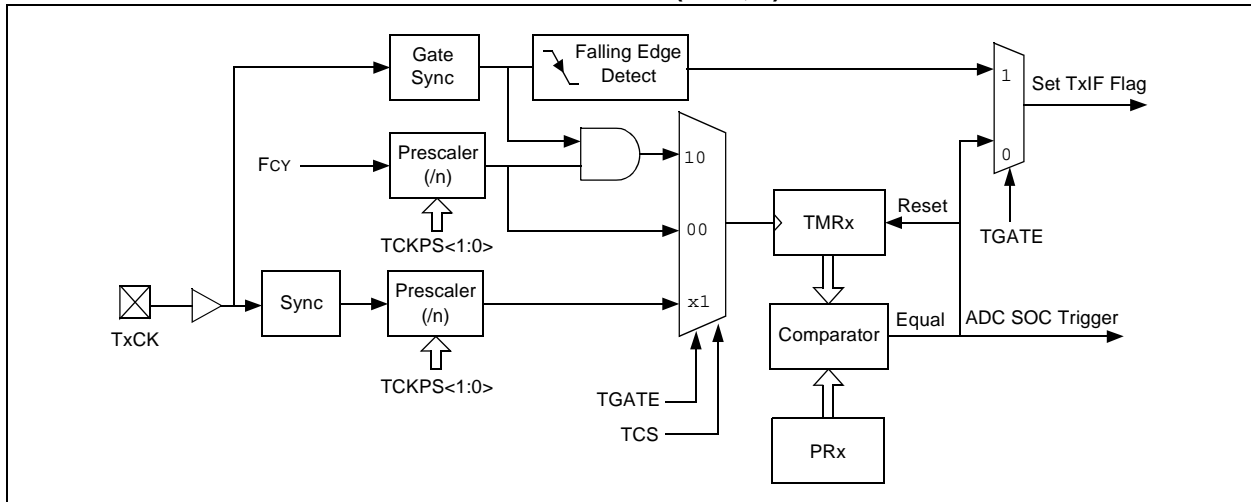 Gate
Sync
Falling Edge
Detect
1
Set TxIF Flag
0
TGATE
FCY
Prescaler
(/n)
TCKPS<1:0>
10
00
x1
TMRx
Reset
TxCK
Sync
Prescaler
(/n)
TCKPS<1:0>
Comparator
Equal
ADC SOC Trigger
TGATE
TCS
PRx